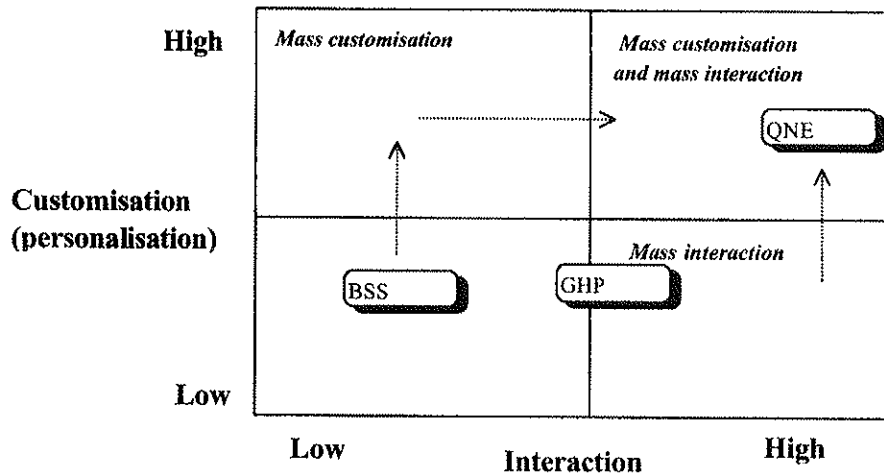 High
Mass customisation
Mass customisation
and mass interaction
QNE
Customisation
(personalisation)
Mass interaction
BSS
GHP
Low
Low
Interaction
High